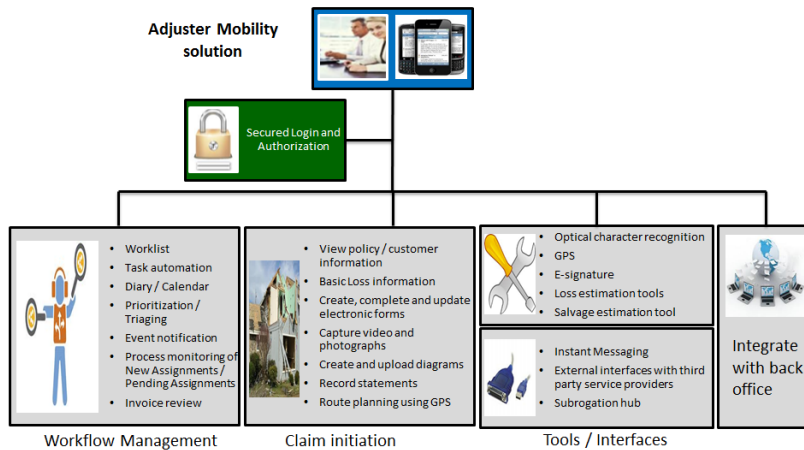 Adjuster Mobility
solution
Secured Login and
Authorization
• Worklist
• Task automation
• Diary / Calendar
• Prioritization /
Triaging
• Event notification
• Process monitoring of
New Assignments /
Pending Assignments
• Invoice review
Workflow Management
• View policy / customer
information
• Basic Loss information
• Create, complete and update
electronic forms
• Capture video and
photographs
• Create and upload diagrams
• Record statements
• Route planning using GPS
Claim initiation
• Optical character recognition
• GPS
• E-signature
• Loss estimation tools
• Salvage estimation tool
• Instant Messaging
• External interfaces with third
party service providers
• Subrogation hub
Tools / Interfaces
Integrate
with back
office